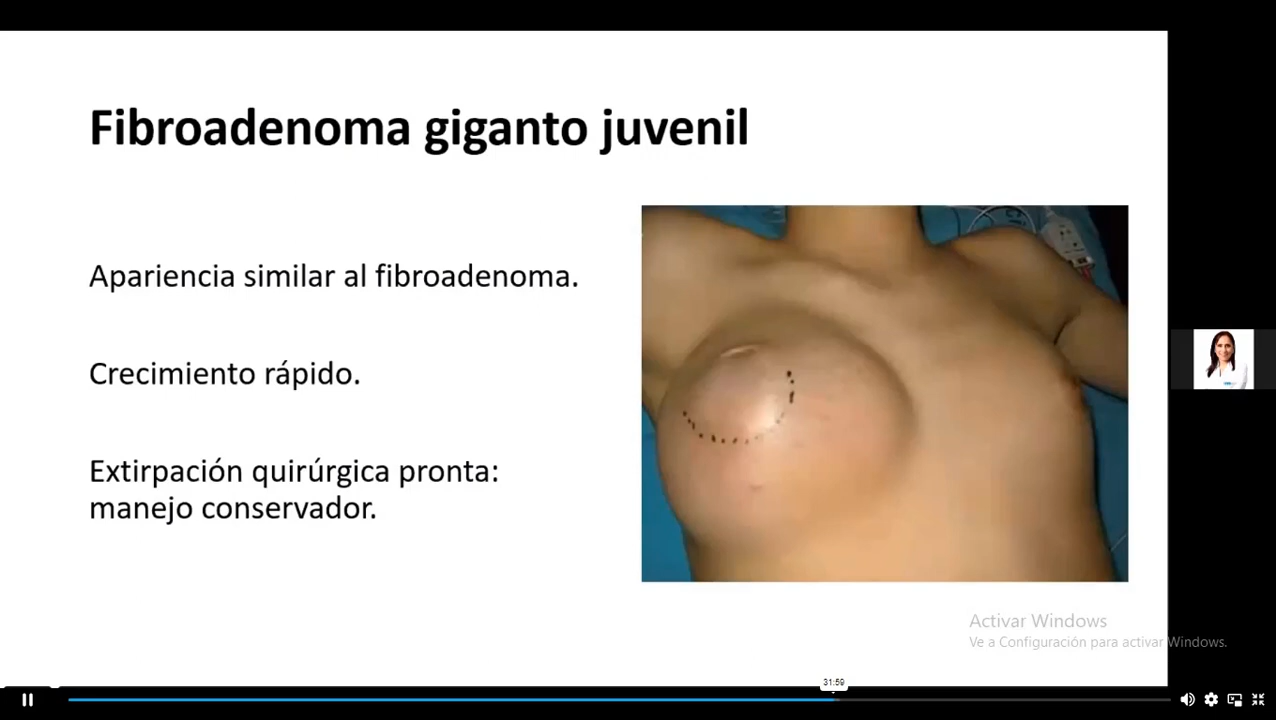 Fibroadenoma giganto juvenil
Apariencia similar al fibroadenoma.
Crecimiento rápido.
Extirpación quirúrgica pronta:
manejo conservador.
Activar Windows
Ve a Configuración para activar Windows.
31:59